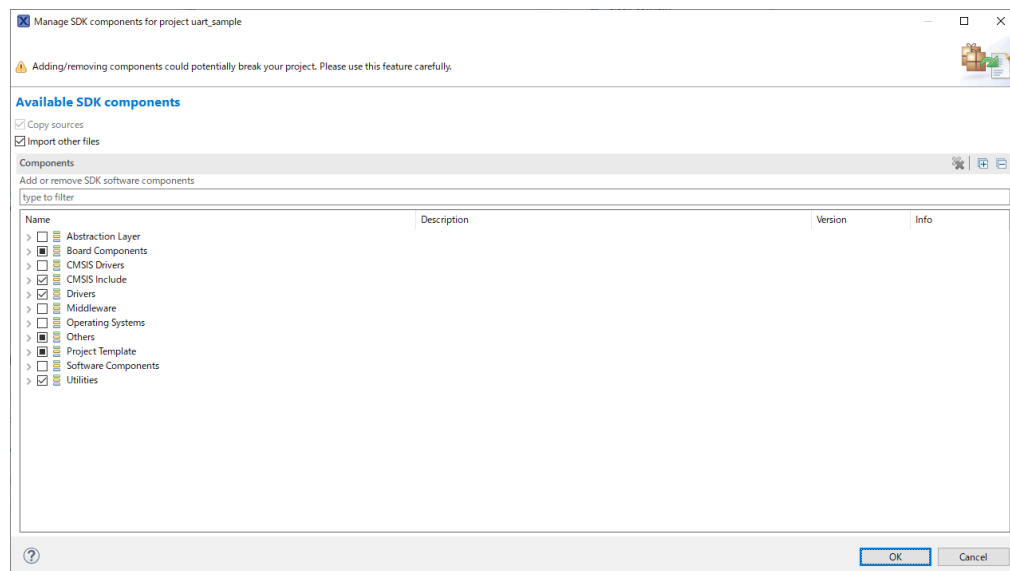 Manage SDK components for project uart_sample
Adding/removing components could potentially break your project. Please use this feature carefully.
Available SDK components
Copy sources
Import other files
Components
Add or remove SDK software components
type to filter
Name Description Version Info
Abstraction Layer
Board Components
CMSIS Drivers
CMSIS Include
Drivers
Middleware
Operating Systems
Others
Project Template
Software Components
Utilities
OK Cancel